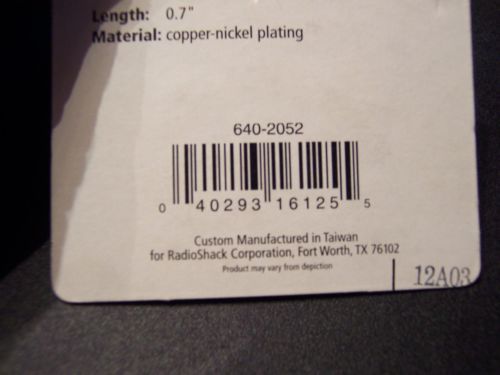 Length: 0.7"
Material: copper-nickel plating
640-2052
0 40293 16125 5
Custom Manufactured in Taiwan
for RadioShack Corporation, Fort Worth, TX 76102
Product may vary from depiction
12A03